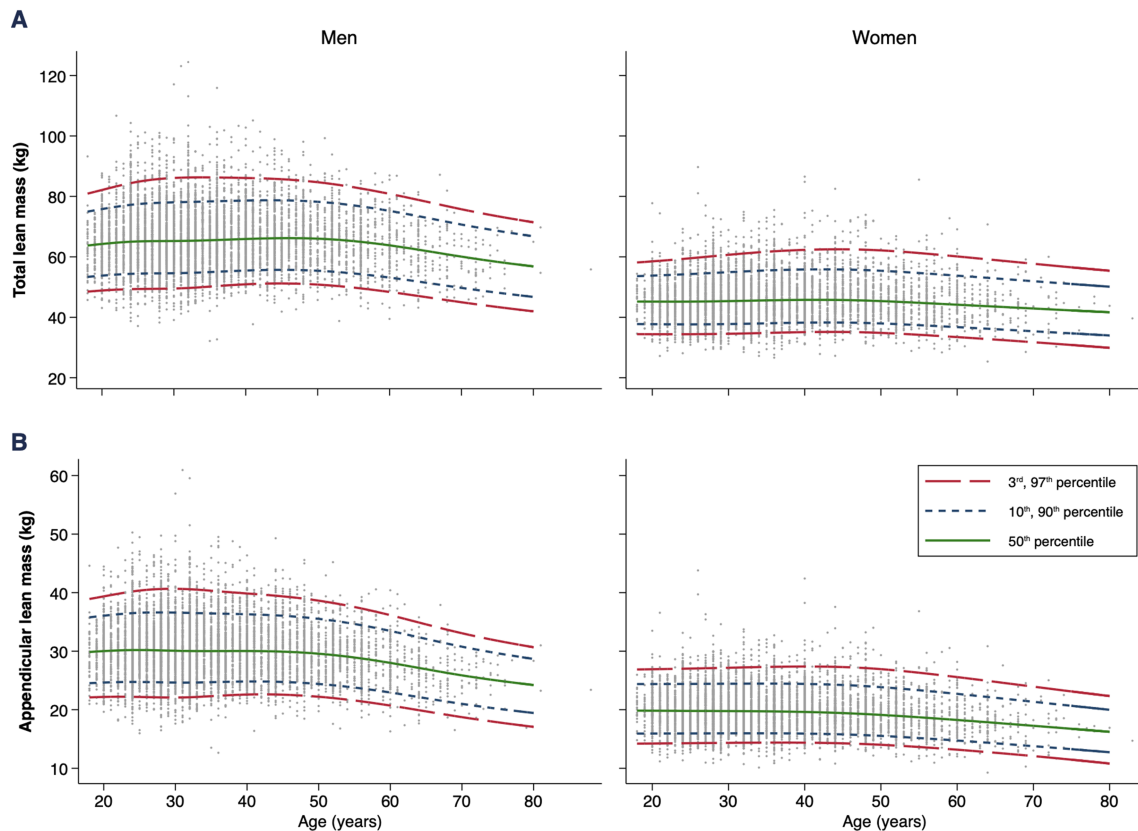 A
Men
Women
Total lean mass (kg)
120
100
80
60
40
20
B
Appendicular lean mass (kg)
60
50
40
30
20
10
3rd, 97th percentile
10th, 90th percentile
50th percentile
20 30 40 50 60 70 80
20 30 40 50 60 70 80
Age (years)
Age (years)